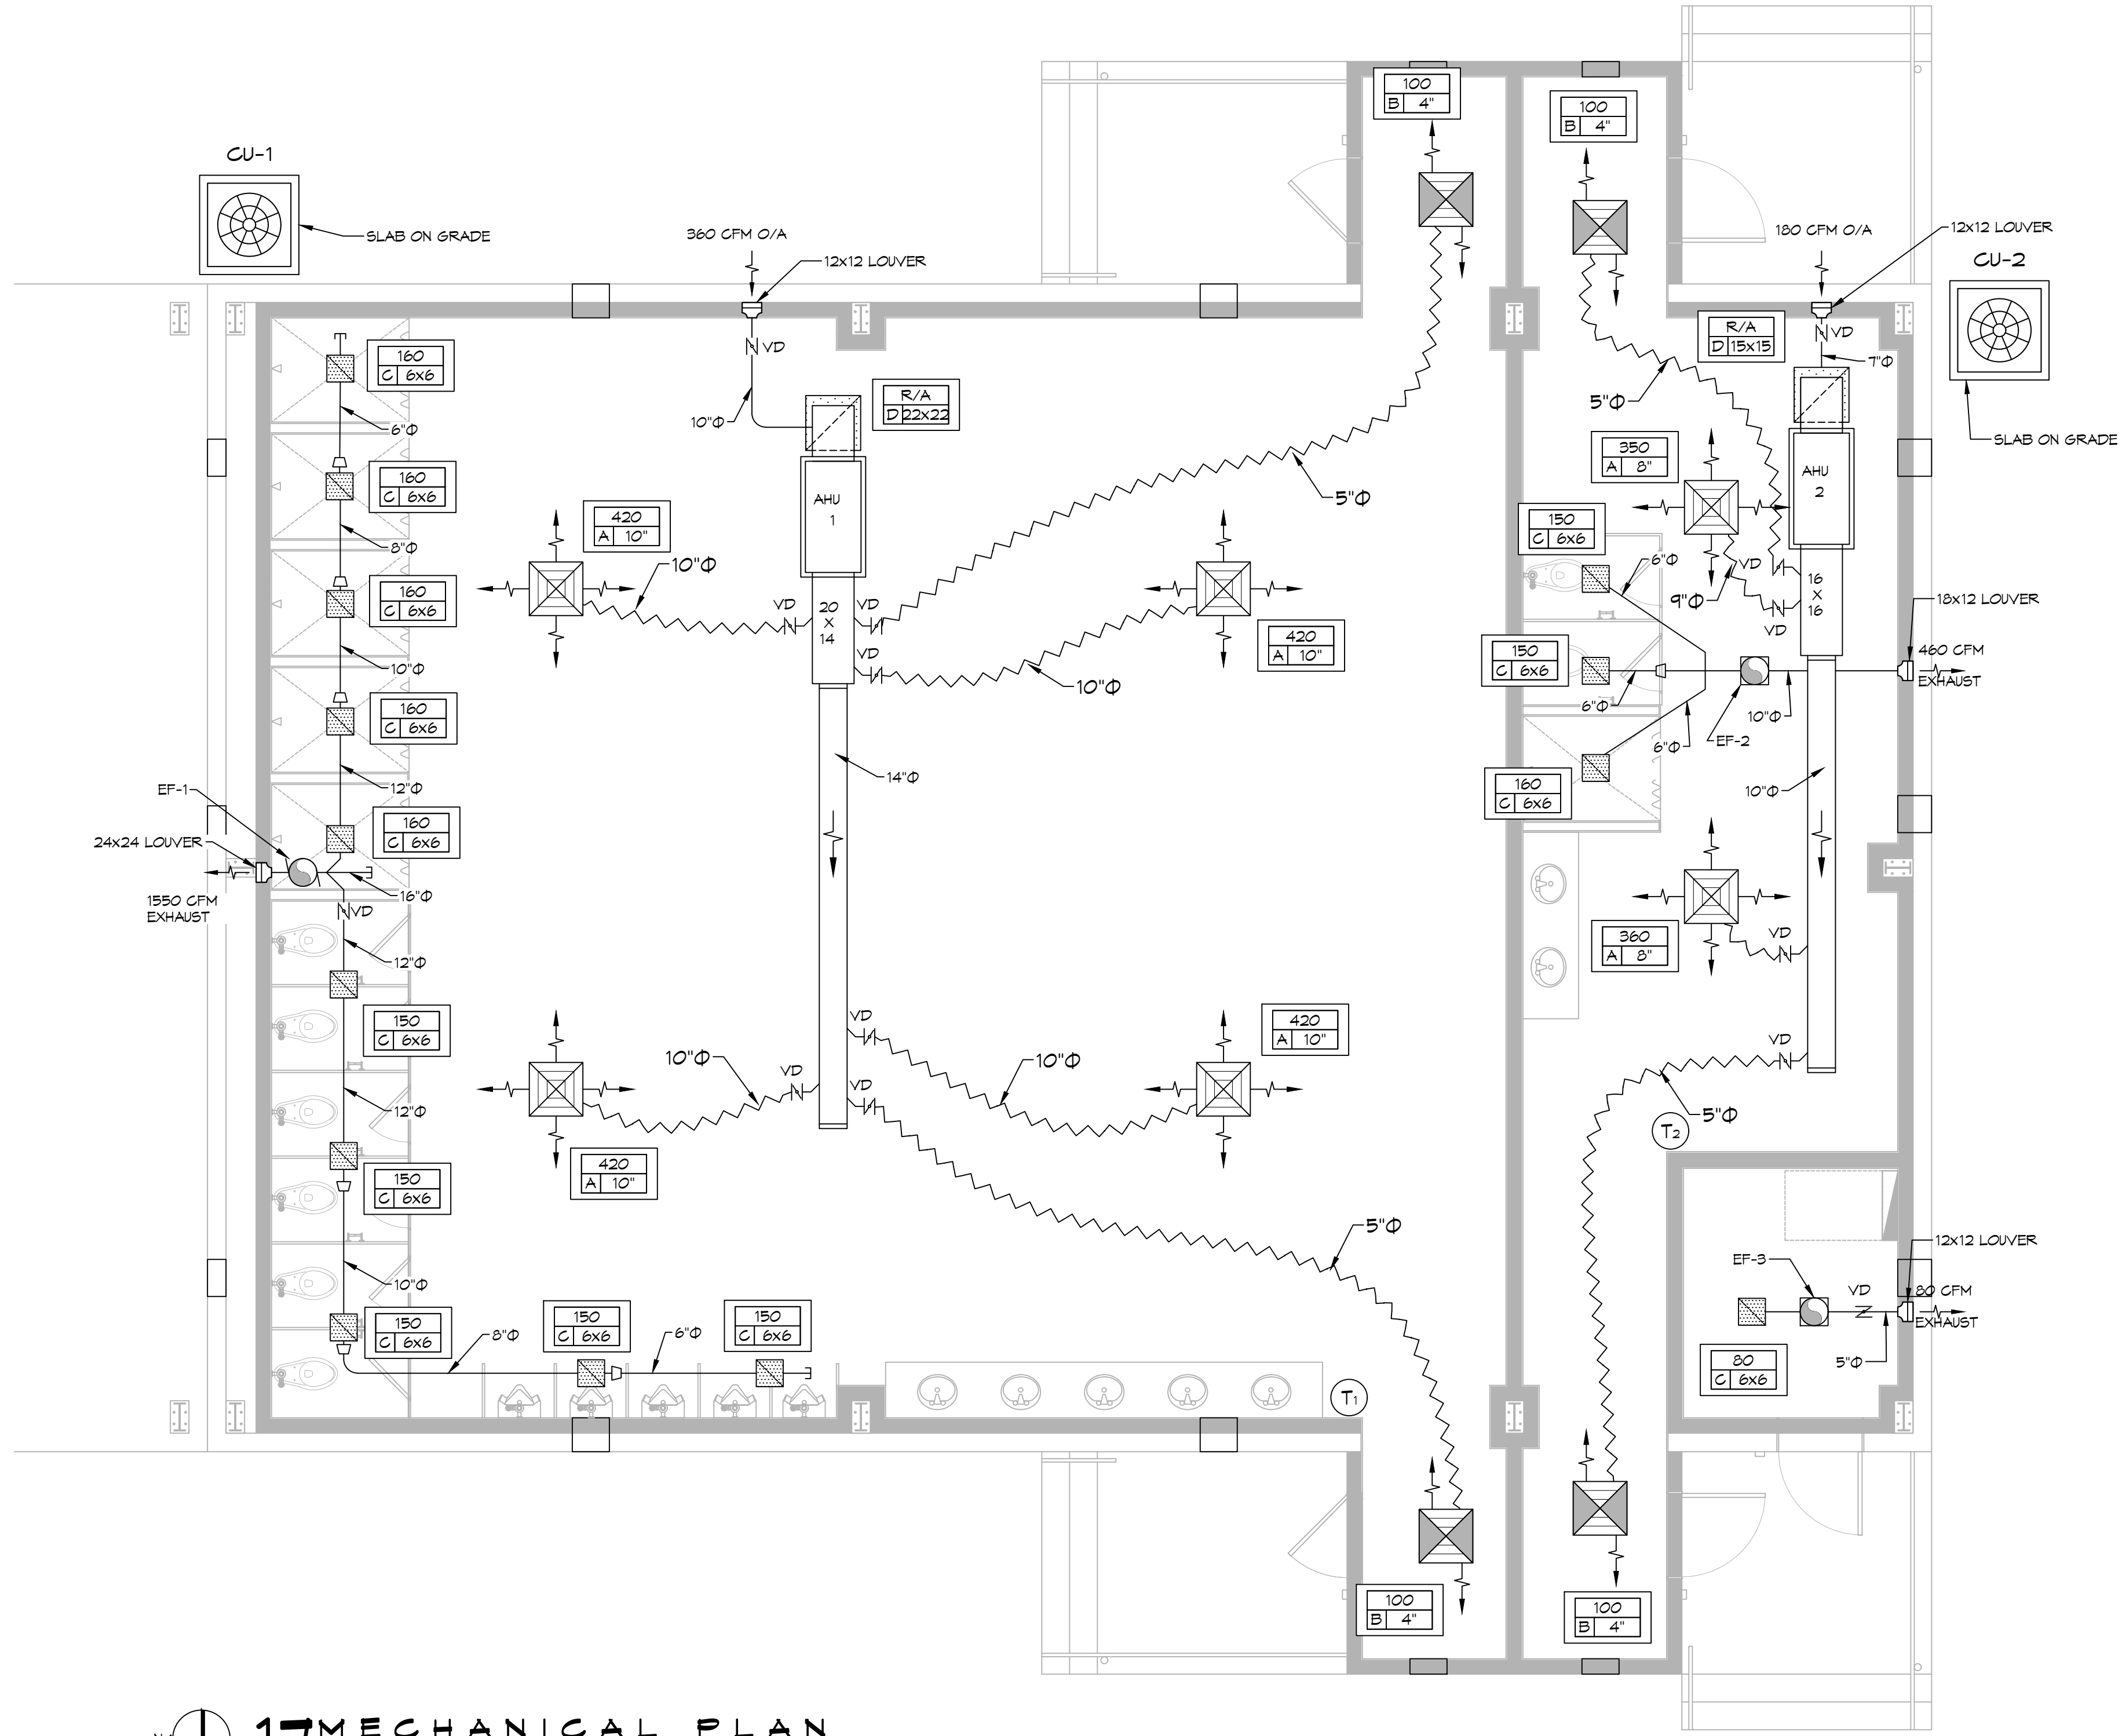 100
B 4"
100
B 4"
CU-1
SLAB ON GRADE
360 CFM O/A
12x12 LOUVER
180 CFM O/A
12x12 LOUVER
CU-2
SLAB ON GRADE
VD
R/A
D 15x15
VD
7"Φ
160
C 6x6
6"Φ
R/A
D 22x22
10"Φ
5"Φ
350
A 8"
AHU
2
160
C 6x6
8"Φ
AHU
1
5"Φ
420
A 10"
10"Φ
150
C 6x6
6"Φ
VD
9"Φ
16
X
16
VD
18x12 LOUVER
160
C 6x6
VD
20
X
14
VD
VD
420
A 10"
10"Φ
150
C 6x6
6"Φ
460 CFM
EXHAUST
10"Φ
160
C 6x6
10"Φ
6"Φ
EF-2
10"Φ
12"Φ
14"Φ
160
C 6x6
10"Φ
EF-1
160
C 6x6
24x24 LOUVER
16"Φ
1550 CFM
EXHAUST
VD
12"Φ
360
A 8"
VD
150
C 6x6
VD
420
A 10"
10"Φ
10"Φ
VD
VD
VD
12"Φ
5"Φ
T2
150
C 6x6
420
A 10"
5"Φ
10"Φ
12x12 LOUVER
EF-3
VD
80 CFM
EXHAUST
5"Φ
150
C 6x6
8"Φ
150
C 6x6
6"Φ
150
C 6x6
80
C 6x6
T1
100
B 4"
100
B 4"
17 MECHANICAL PLAN